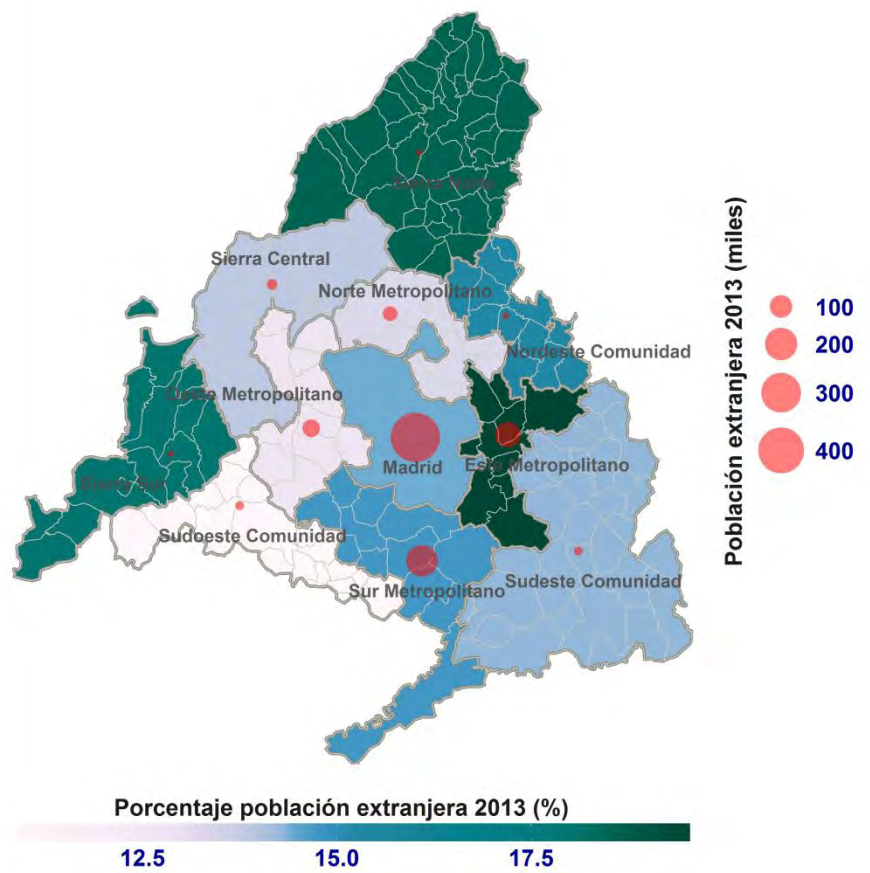 Sierra Norte
Sierra Central
Norte Metropolitano
Nordeste Comunidad
Oeste Metropolitano
Madrid
Este Metropolitano
Sierra Sur
Sudoeste Comunidad
Sur Metropolitano
Sudeste Comunidad
Población extranjera 2013 (miles)
100
200
300
400
Porcentaje población extranjera 2013 (%)
12.5 15.0 17.5